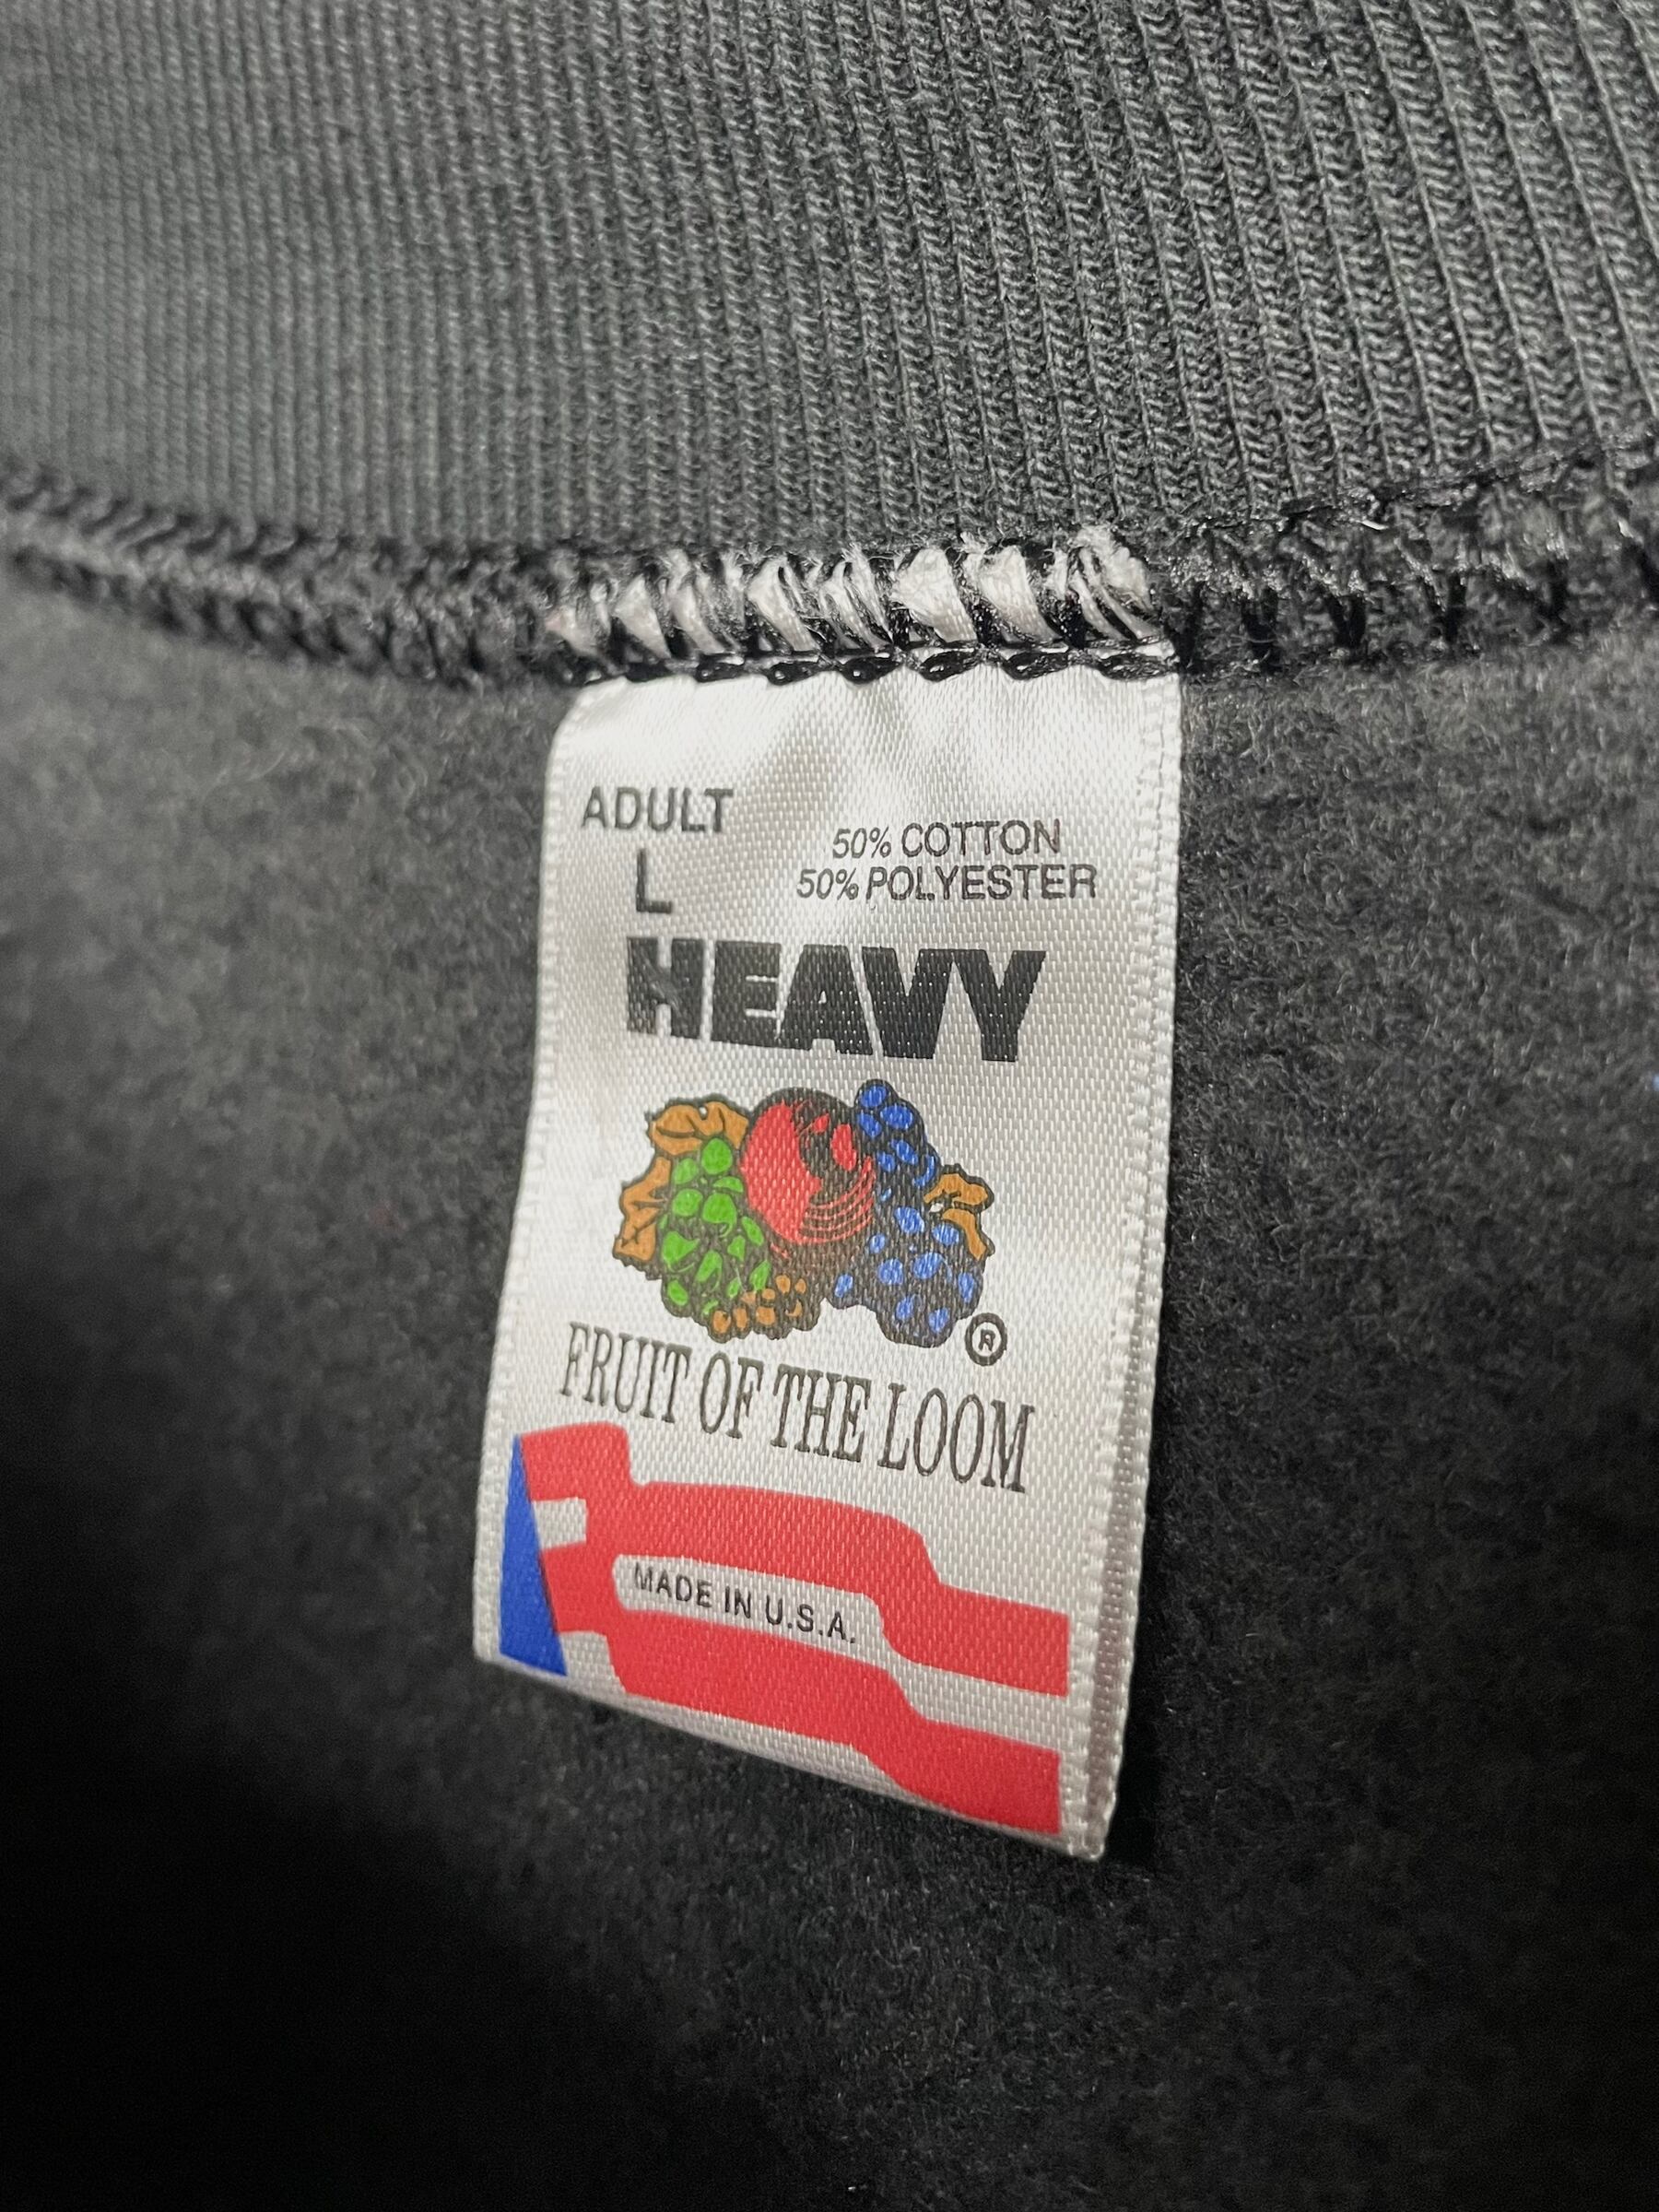 ADULT
L
50% COTTON
50% POLYESTER
HEAVY
®
FRUIT OF THE LOOM
MADE IN U.S.A.